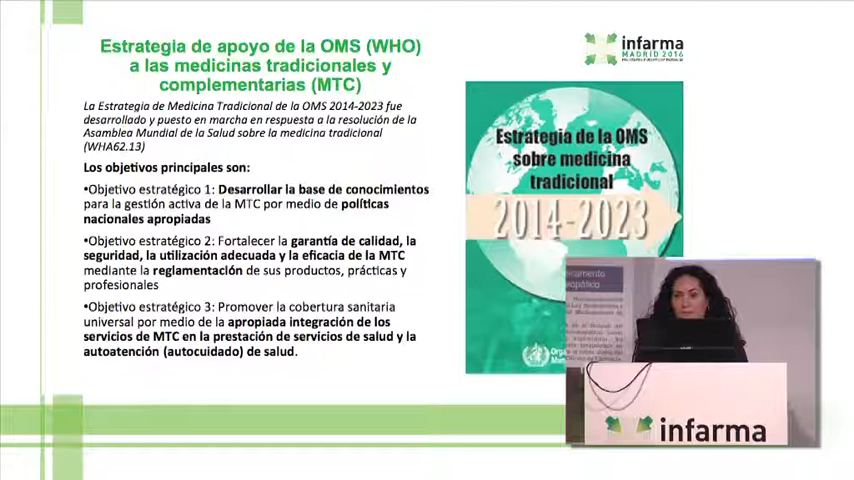 Estrategia de apoyo de la OMS (WHO)
a las medicinas tradicionales y
complementarias (MTC)
La Estrategia de Medicina Tradicional de la OMS 2014-2023 fue
desarrollado y puesto en marcha en respuesta a la resolución de la
Asamblea Mundial de la Salud sobre la medicina tradicional
(WHA62.13)
Los objetivos principales son:
•Objetivo estratégico 1: Desarrollar la base de conocimientos
para la gestión activa de la MTC por medio de políticas
nacionales apropiadas
•Objetivo estratégico 2: Fortalecer la garantía de calidad, la
seguridad, la utilización adecuada y la eficacia de la MTC
mediante la reglamentación de sus productos, prácticas y
profesionales
•Objetivo estratégico 3: Promover la cobertura sanitaria
universal por medio de la apropiada integración de los
servicios de MTC en la prestación de servicios de salud y la
autoatención (autocuidado) de salud.
infarma
MADRID 2016
Estrategia de la OMS
sobre medicina
tradicional
2014-2023
infarma